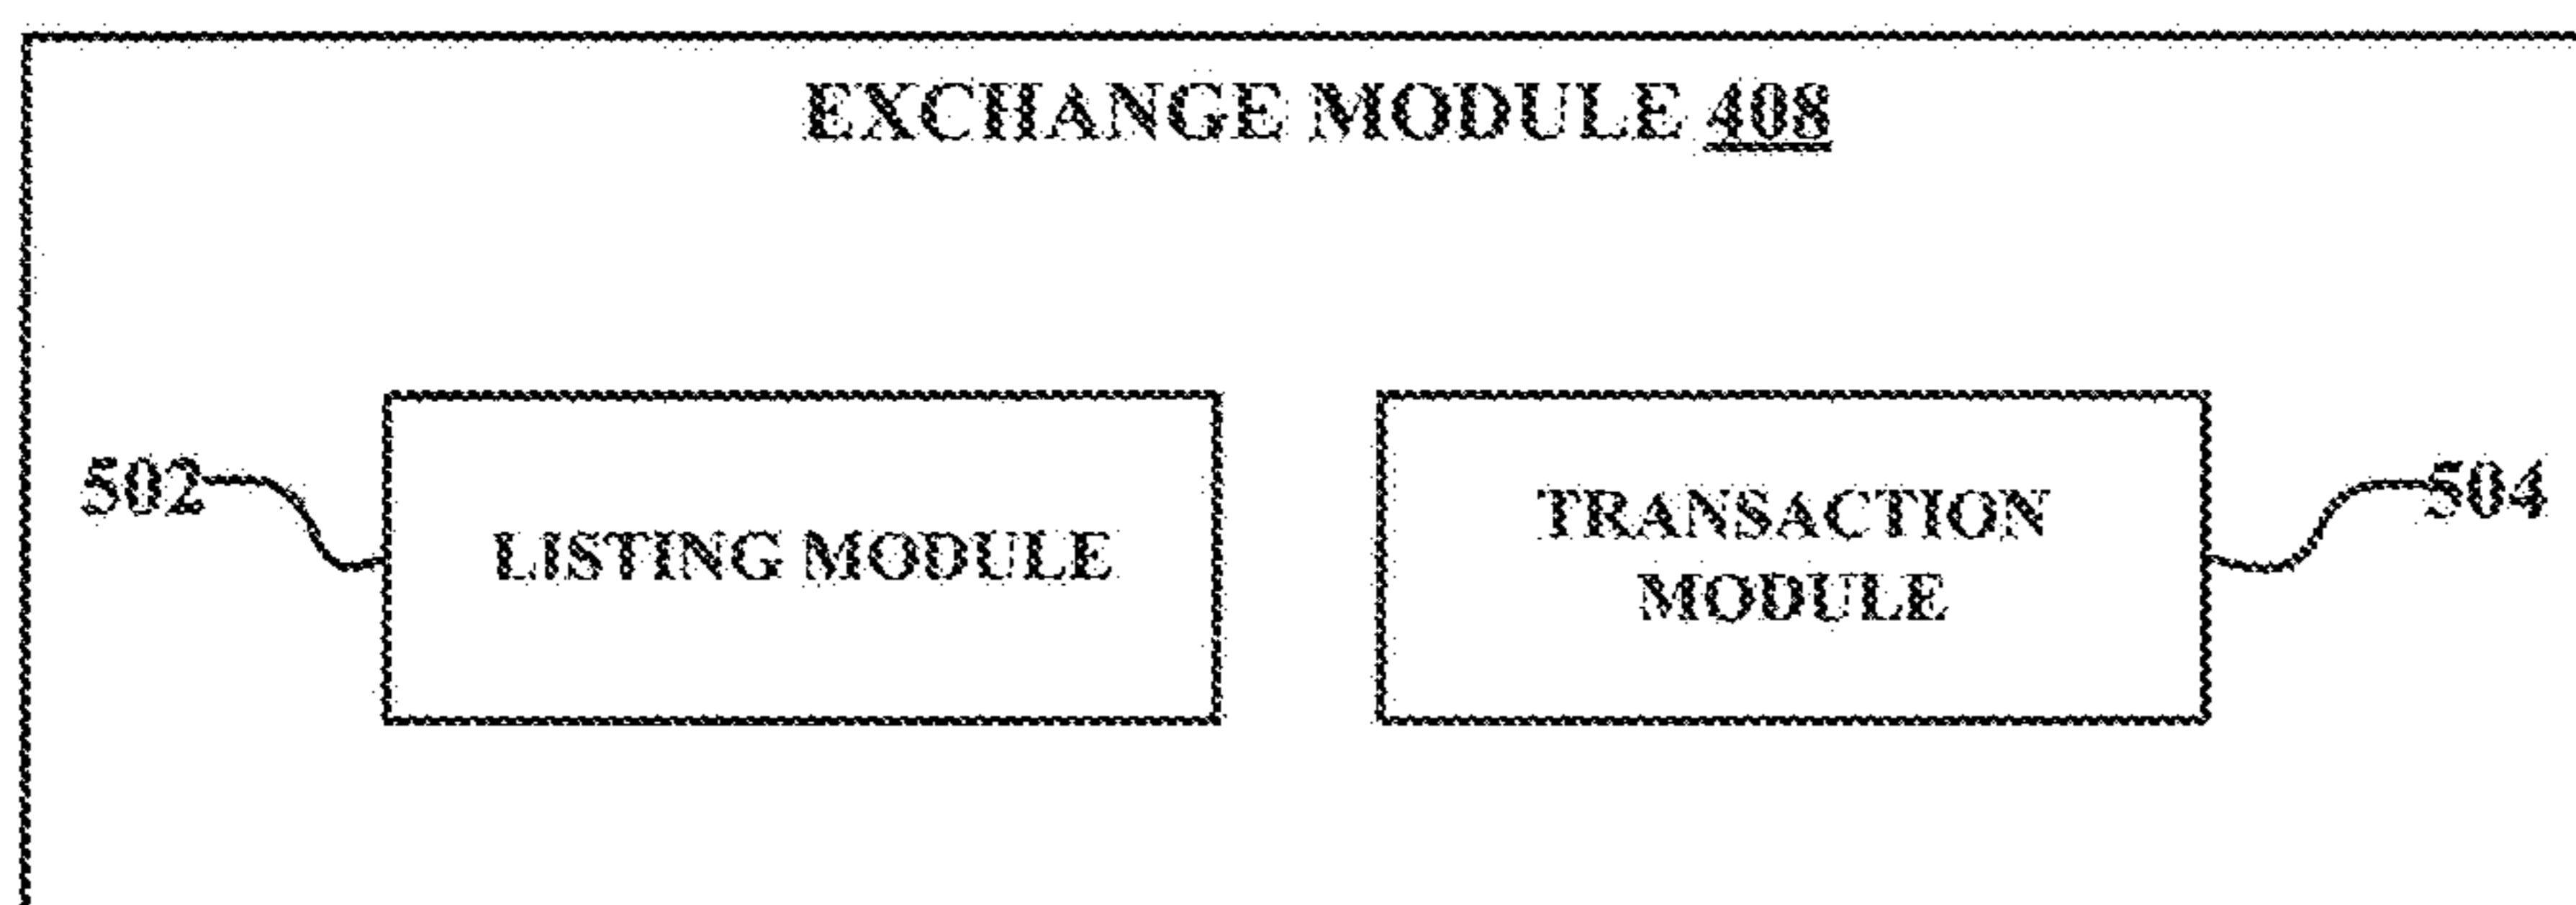 EXCHANGE MODULE 408
502
LISTING MODULE
TRANSACTION
MODULE
504